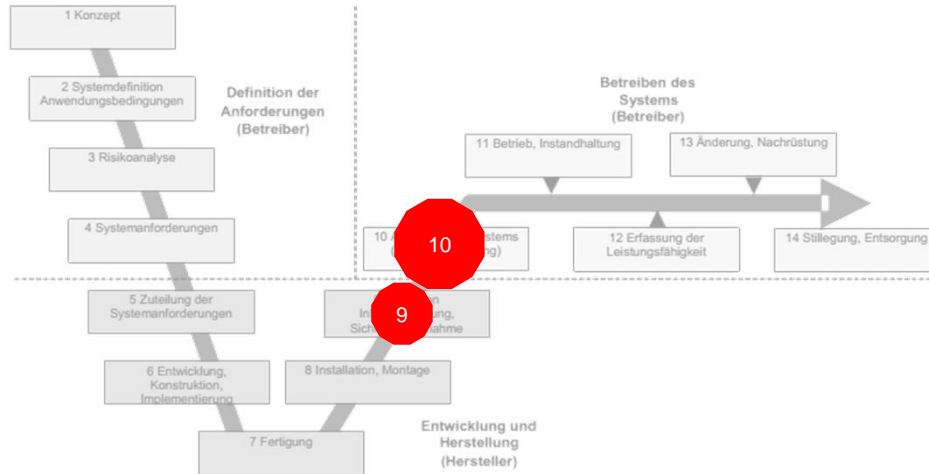 1 Konzept
2 Systemdefinition
Anwendungsbedingungen
3 Risikoanalyse
4 Systemanforderungen
Definition der
Anforderungen
(Betreiber)
Betreiben des
Systems
(Betreiber)
11 Betrieb, Instandhaltung
13 Änderung, Nachrüstung
10
10
12 Erfassung der
Leistungsfähigkeit
14 Stillegung, Entsorgung
5 Zuteilung der
Systemanforderungen
9
6 Entwicklung,
Konstruktion,
Implementierung
8 Installation, Montage
7 Fertigung
Entwicklung und
Herstellung
(Hersteller)